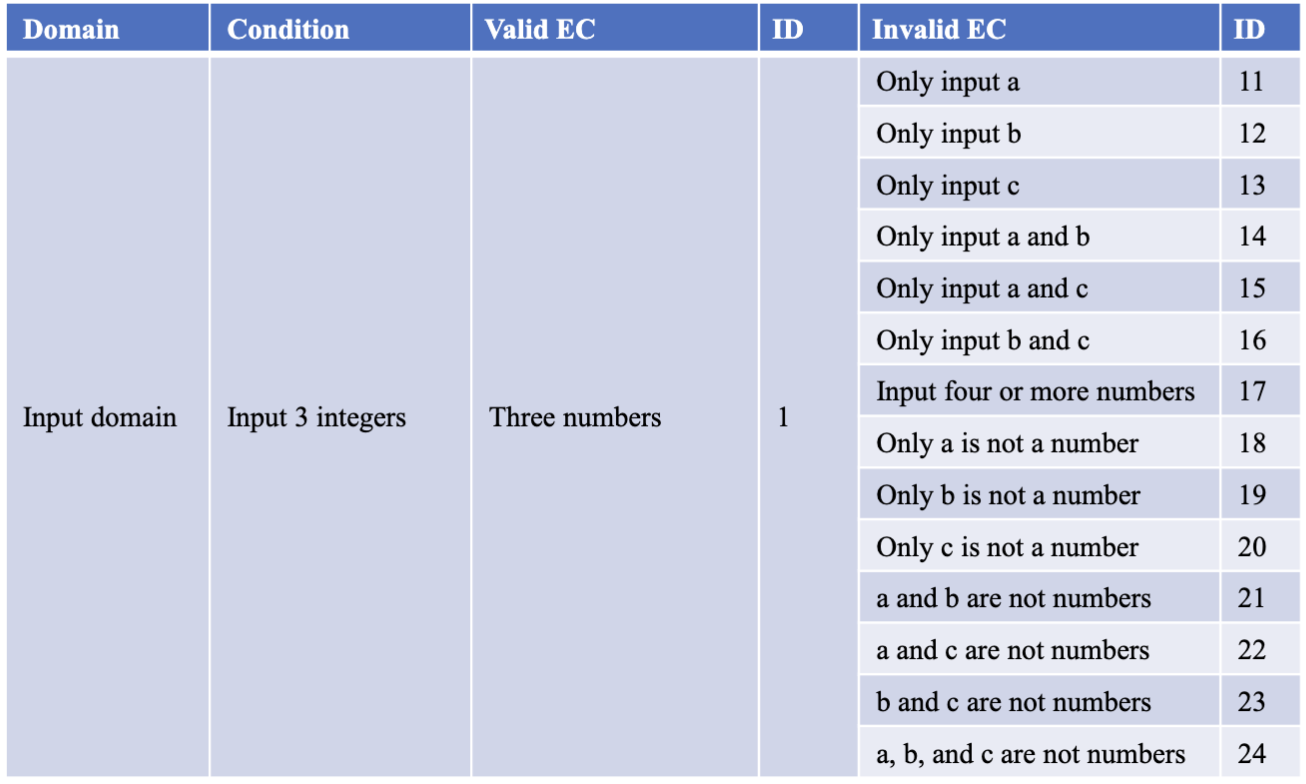 Domain Condition Valid EC ID Invalid EC ID
Only input a 11
Only input b 12
Only input c 13
Only input a and b 14
Only input a and c 15
Only input b and c 16
Input four or more numbers 17
Input domain Input 3 integers Three numbers 1
Only a is not a number 18
Only b is not a number 19
Only c is not a number 20
a and b are not numbers 21
a and c are not numbers 22
b and c are not numbers 23
a, b, and c are not numbers 24